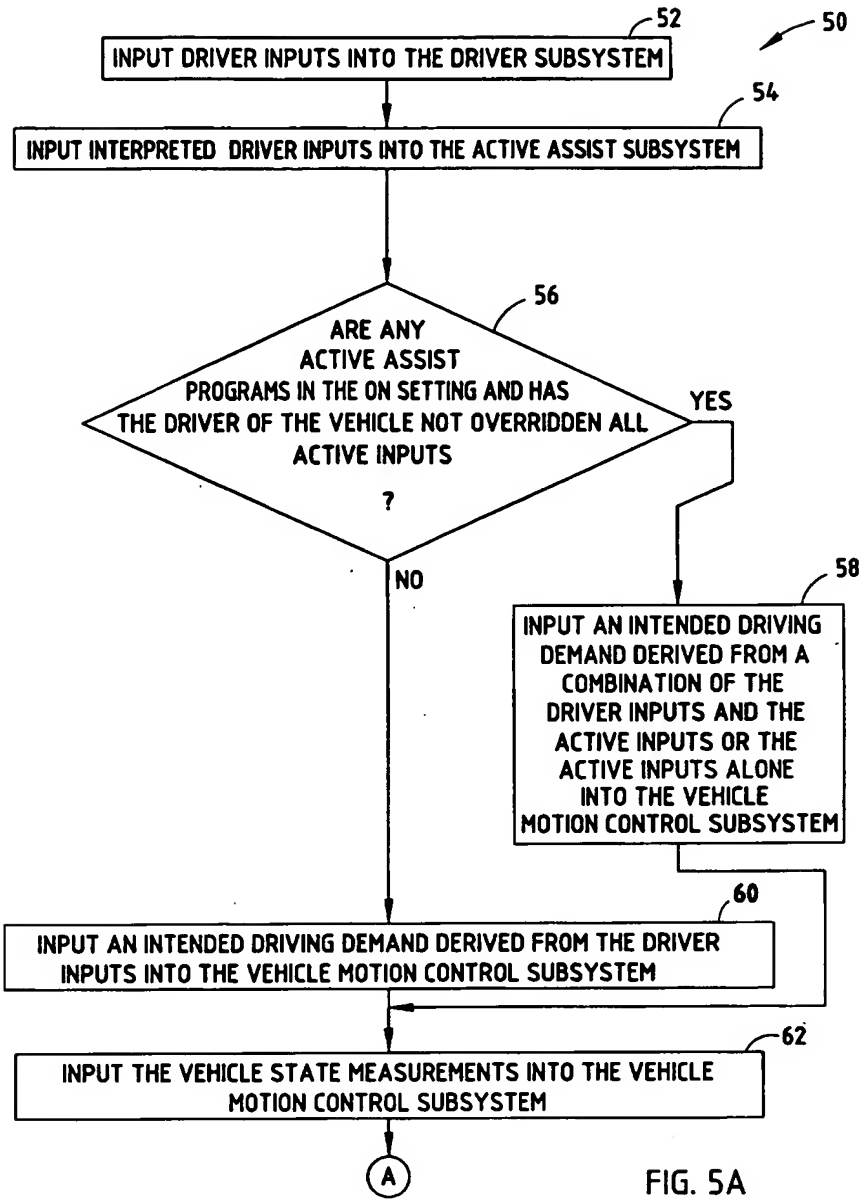 52
50
INPUT DRIVER INPUTS INTO THE DRIVER SUBSYSTEM
54
INPUT INTERPRETED DRIVER INPUTS INTO THE ACTIVE ASSIST SUBSYSTEM
56
ARE ANY
ACTIVE ASSIST
PROGRAMS IN THE ON SETTING AND HAS
THE DRIVER OF THE VEHICLE NOT OVERRIDDEN ALL
ACTIVE INPUTS
?
YES
NO
58
INPUT AN INTENDED DRIVING
DEMAND DERIVED FROM A
COMBINATION OF THE
DRIVER INPUTS AND THE
ACTIVE INPUTS OR THE
ACTIVE INPUTS ALONE
INTO THE VEHICLE
MOTION CONTROL SUBSYSTEM
60
INPUT AN INTENDED DRIVING DEMAND DERIVED FROM THE DRIVER
INPUTS INTO THE VEHICLE MOTION CONTROL SUBSYSTEM
62
INPUT THE VEHICLE STATE MEASUREMENTS INTO THE VEHICLE
MOTION CONTROL SUBSYSTEM
A
FIG. 5A